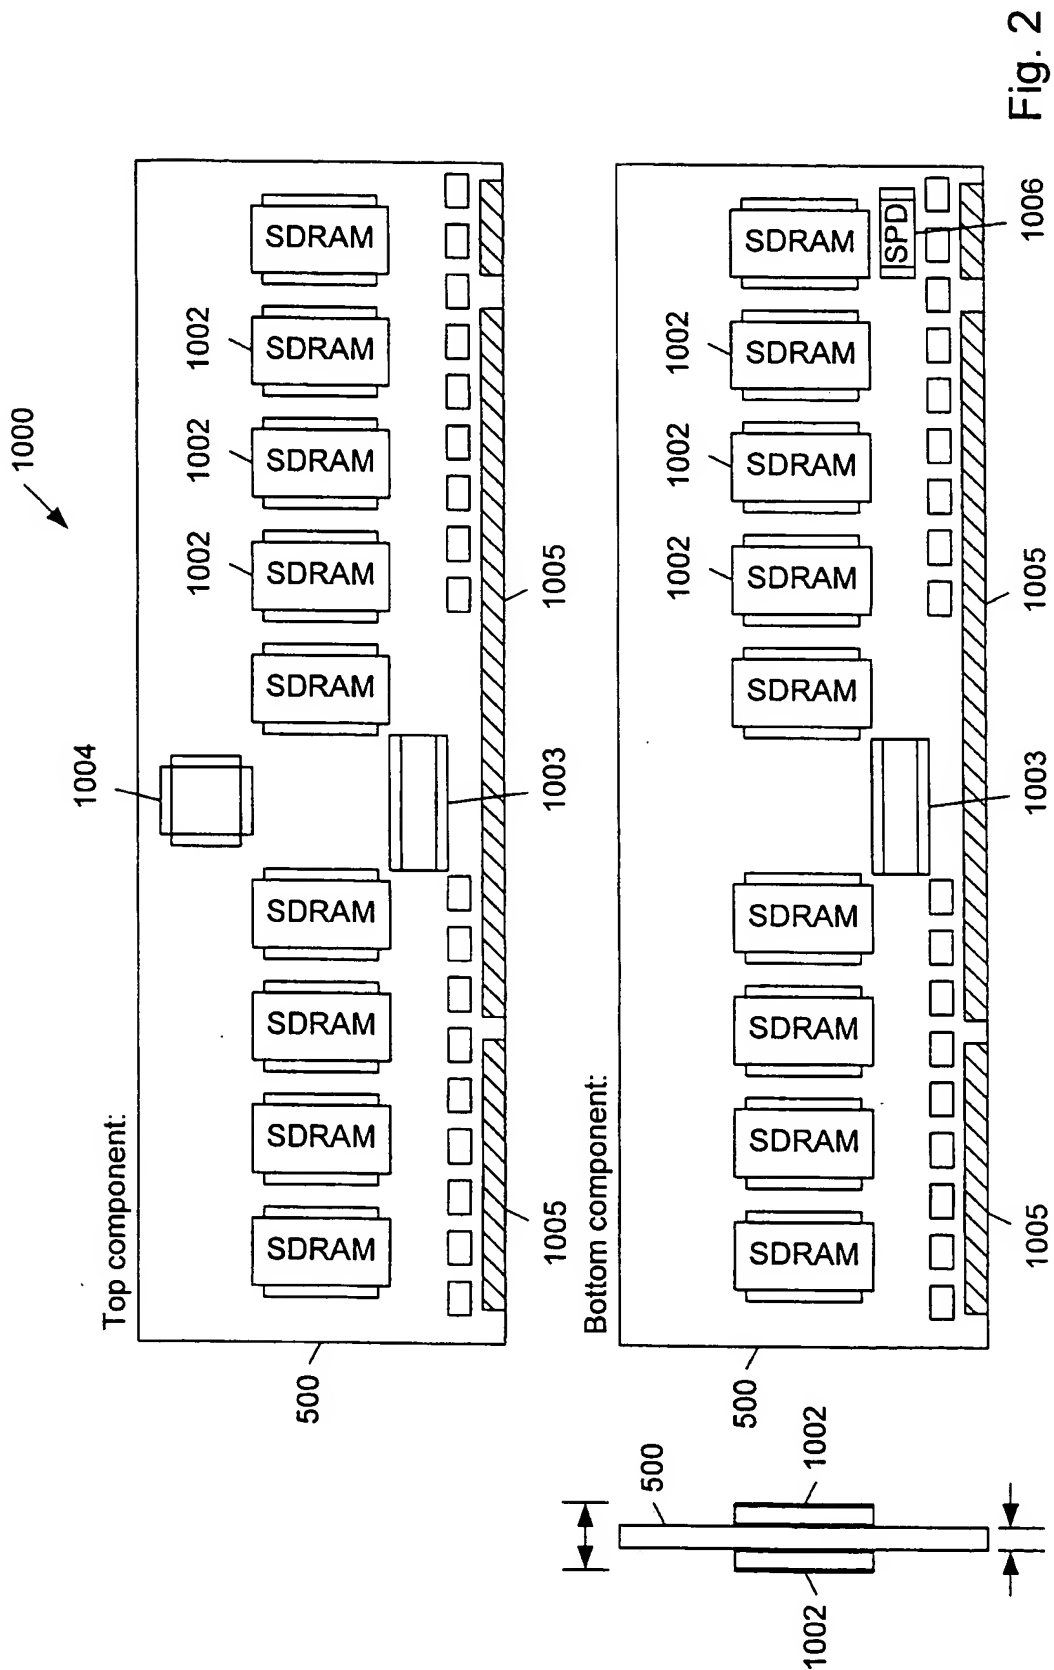 1000
Top component:
1004
1002 1002 1002
SDRAM SDRAM SDRAM SDRAM SDRAM SDRAM SDRAM SDRAM SDRAM
500
1005 1003 1005
Bottom component:
1002 1002 1002
SDRAM SDRAM SDRAM SDRAM SDRAM SDRAM SDRAM SDRAM SDRAM
SPD
500
1005 1003 1005 1006
500
1002 1002
Fig. 2